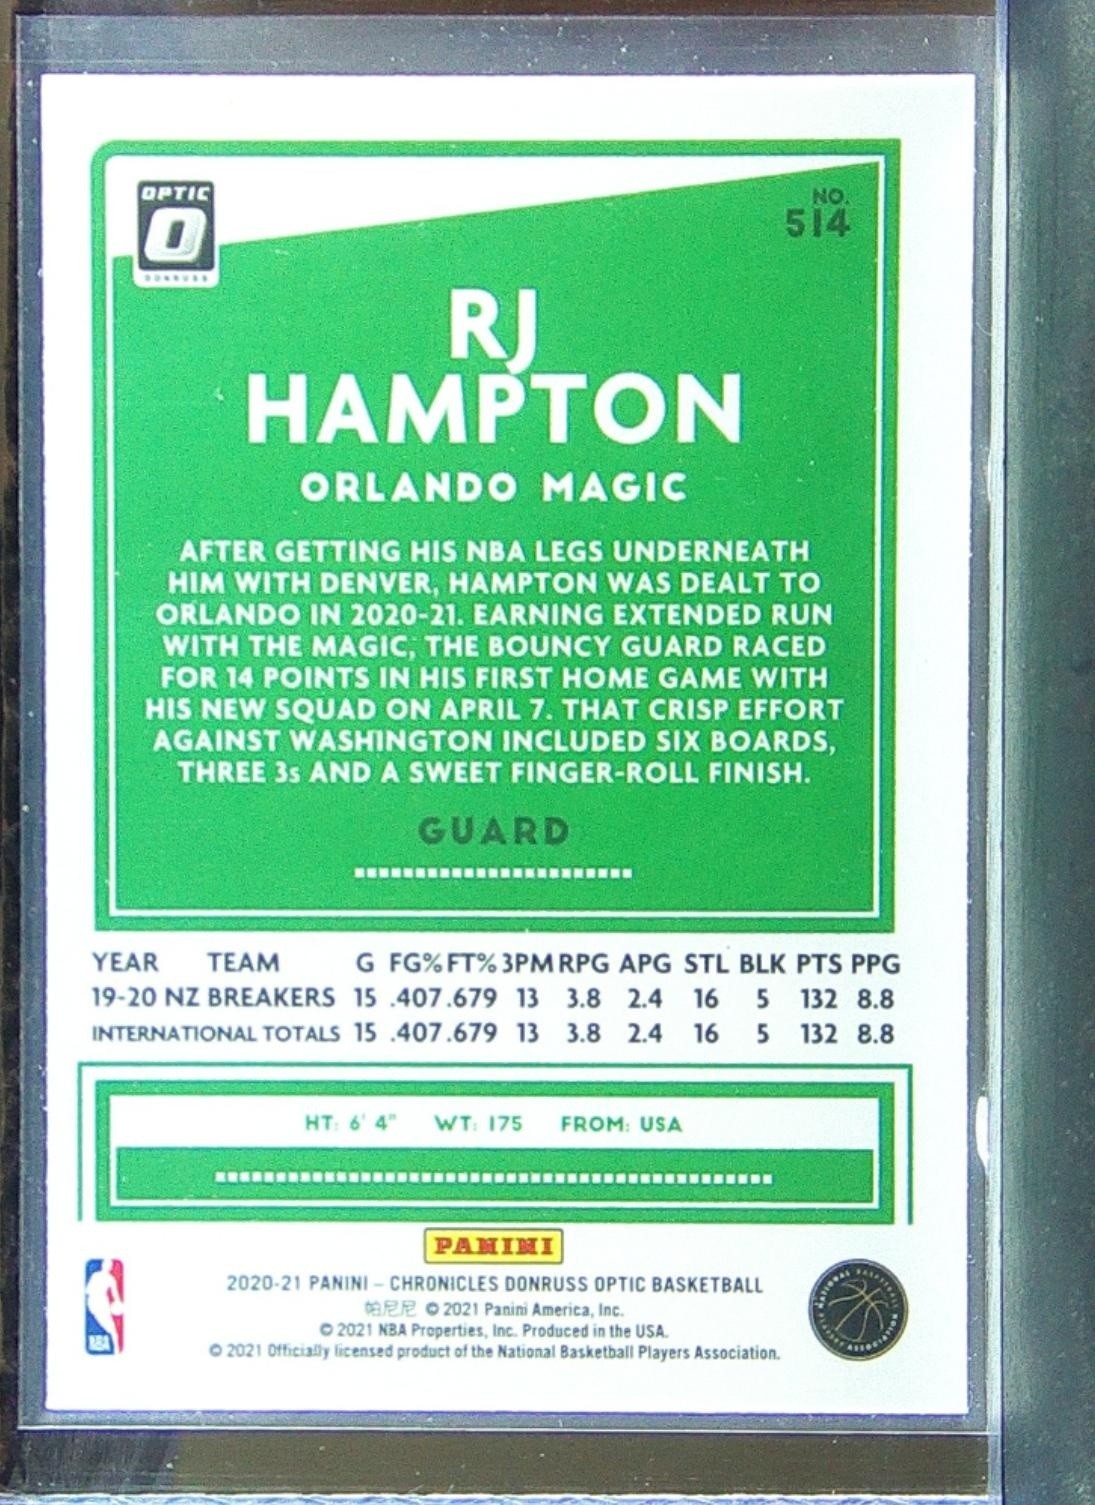 OPTIC
O
DONRUSS
NO.
514
RJ
HAMPTON
ORLANDO MAGIC
AFTER GETTING HIS NBA LEGS UNDERNEATH
HIM WITH DENVER, HAMPTON WAS DEALT TO
ORLANDO IN 2020-21. EARNING EXTENDED RUN
WITH THE MAGIC, THE BOUNCY GUARD RACED
FOR 14 POINTS IN HIS FIRST HOME GAME WITH
HIS NEW SQUAD ON APRIL 7. THAT CRISP EFFORT
AGAINST WASHINGTON INCLUDED SIX BOARDS,
THREE 3s AND A SWEET FINGER-ROLL FINISH.
GUARD
YEAR TEAM G FG% FT% 3PM RPG APG STL BLK PTS PPG
19-20 NZ BREAKERS 15 .407 .679 13 3.8 2.4 16 5 132 8.8
INTERNATIONAL TOTALS 15 .407 .679 13 3.8 2.4 16 5 132 8.8
HT: 6' 4" WT: 175 FROM: USA
PANINI
2020-21 PANINI – CHRONICLES DONRUSS OPTIC BASKETBALL
帕尼尼 © 2021 Panini America, Inc.
© 2021 NBA Properties, Inc. Produced in the USA.
© 2021 Officially licensed product of the National Basketball Players Association.
NBA
NATIONAL BASKETBALL
PLAYERS ASSOCIATION